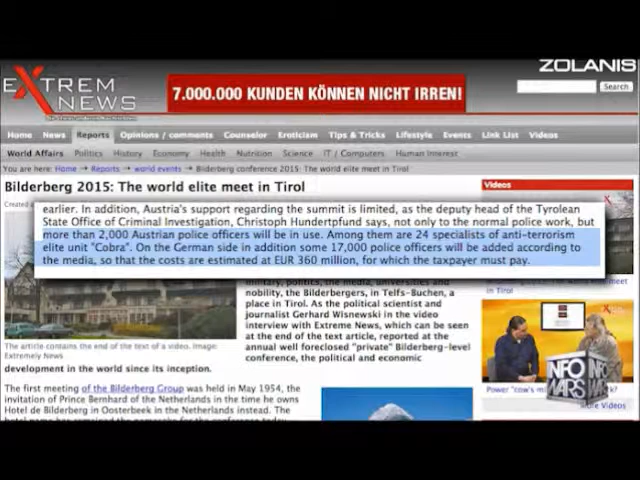 ZOLANIS
EXTREM
NEWS
7.000.000 KUNDEN KÖNNEN NICHT IRREN!
Search
Home News Reports Opinions / comments Counselor Eroticism Tips & Tricks Lifestyle Events Link List Videos
World Affairs Politics History Economy Health Nutrition Science IT / Computers Human Interest
You are here: Home → Reports → world events → Bilderberg conference 2015: The world elite meet in Tirol
Bilderberg 2015: The world elite meet in Tirol
Videos
Created
earlier. In addition, Austria's support regarding the summit is limited, as the deputy head of the Tyrolean
State Office of Criminal Investigation, Christoph Hundertpfund says, not only to the normal police work, but
more than 2,000 Austrian police officers will be in use. Among them are 24 specialists of anti-terrorism
elite unit "Cobra". On the German side in addition some 17,000 police officers will be added according to
the media, so that the costs are estimated at EUR 360 million, for which the taxpayer must pay.
in Tirol
military, politics, the media, universities and
nobility, the Bilderbergers, in Telfs-Buchen, a
place in Tirol. As the political scientist and
journalist Gerhard Wisnewski in the video
interview with Extreme News, which can be seen
at the end of the text article, reported at the
annual well foreclosed "private" Bilderberg-level
conference, the political and economic
The article contains the end of the text of a video. Image:
Extremely News
development in the world since its inception.
The first meeting of the Bilderberg Group was held in May 1954, the
invitation of Prince Bernhard of the Netherlands in the time he owns
Hotel de Bilderberg in Oosterbeek in the Netherlands instead. The
Power "cow's mi
k?
More Videos
INFO
WARS